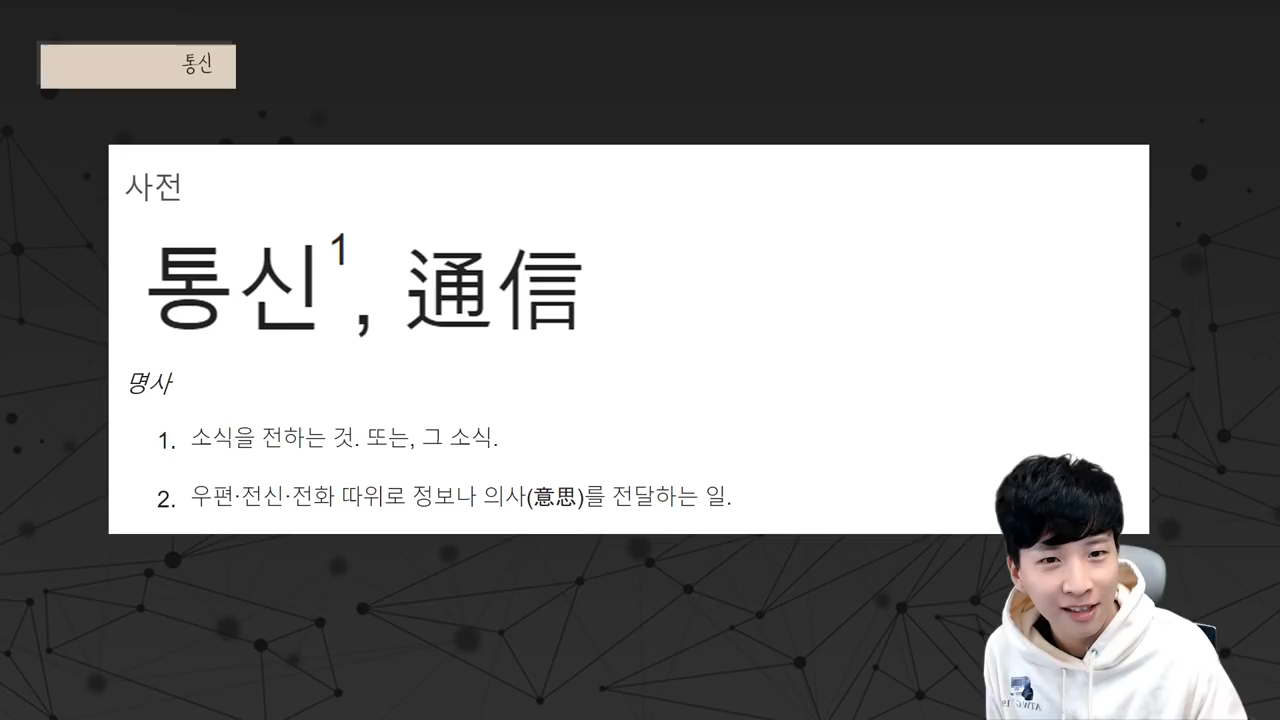 통신
사전
통신1, 通信
명사
1. 소식을 전하는 것. 또는, 그 소식.
2. 우편·전신·전화 따위로 정보나 의사(意思)를 전달하는 일.